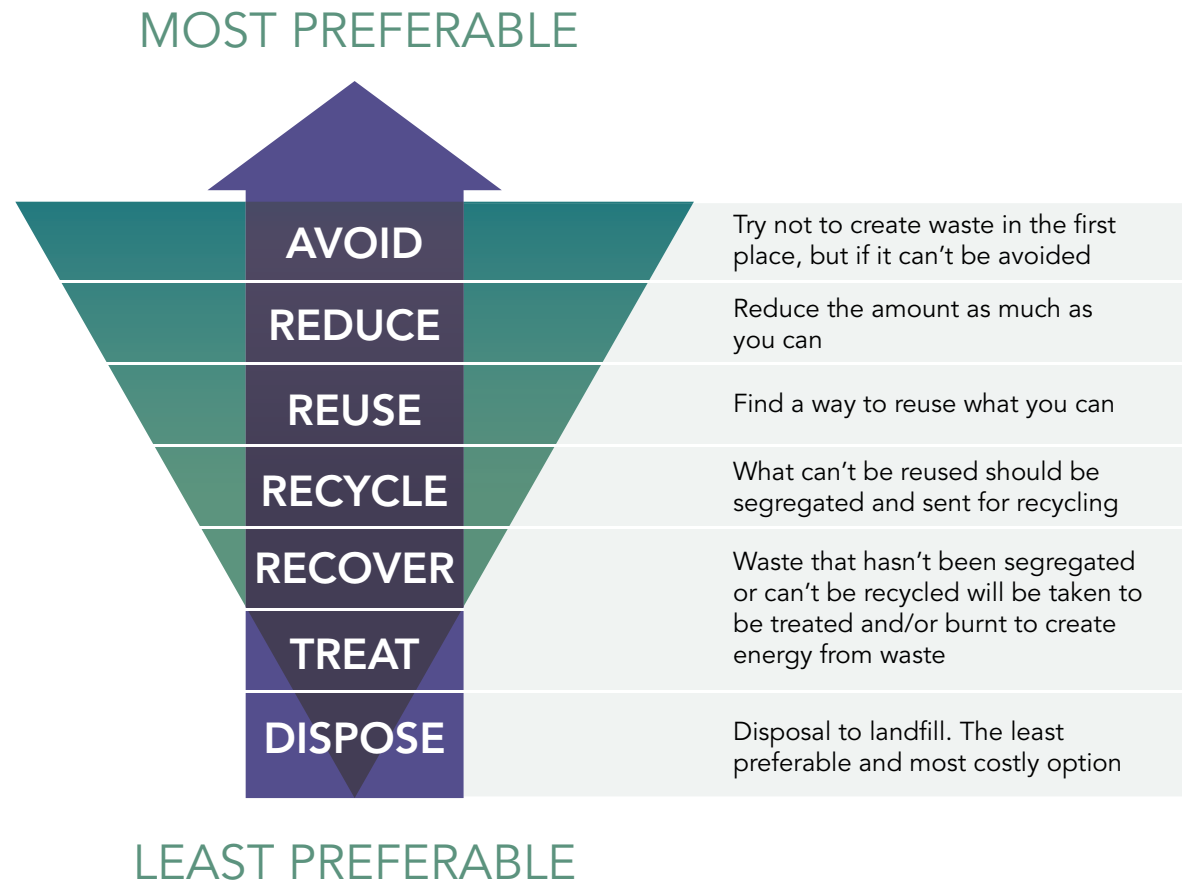 MOST PREFERABLE
AVOID
Try not to create waste in the first
place, but if it can’t be avoided
REDUCE
Reduce the amount as much as
you can
REUSE
Find a way to reuse what you can
RECYCLE
What can’t be reused should be
segregated and sent for recycling
RECOVER
TREAT
Waste that hasn’t been segregated
or can’t be recycled will be taken to
be treated and/or burnt to create
energy from waste
DISPOSE
Disposal to landfill. The least
preferable and most costly option
LEAST PREFERABLE